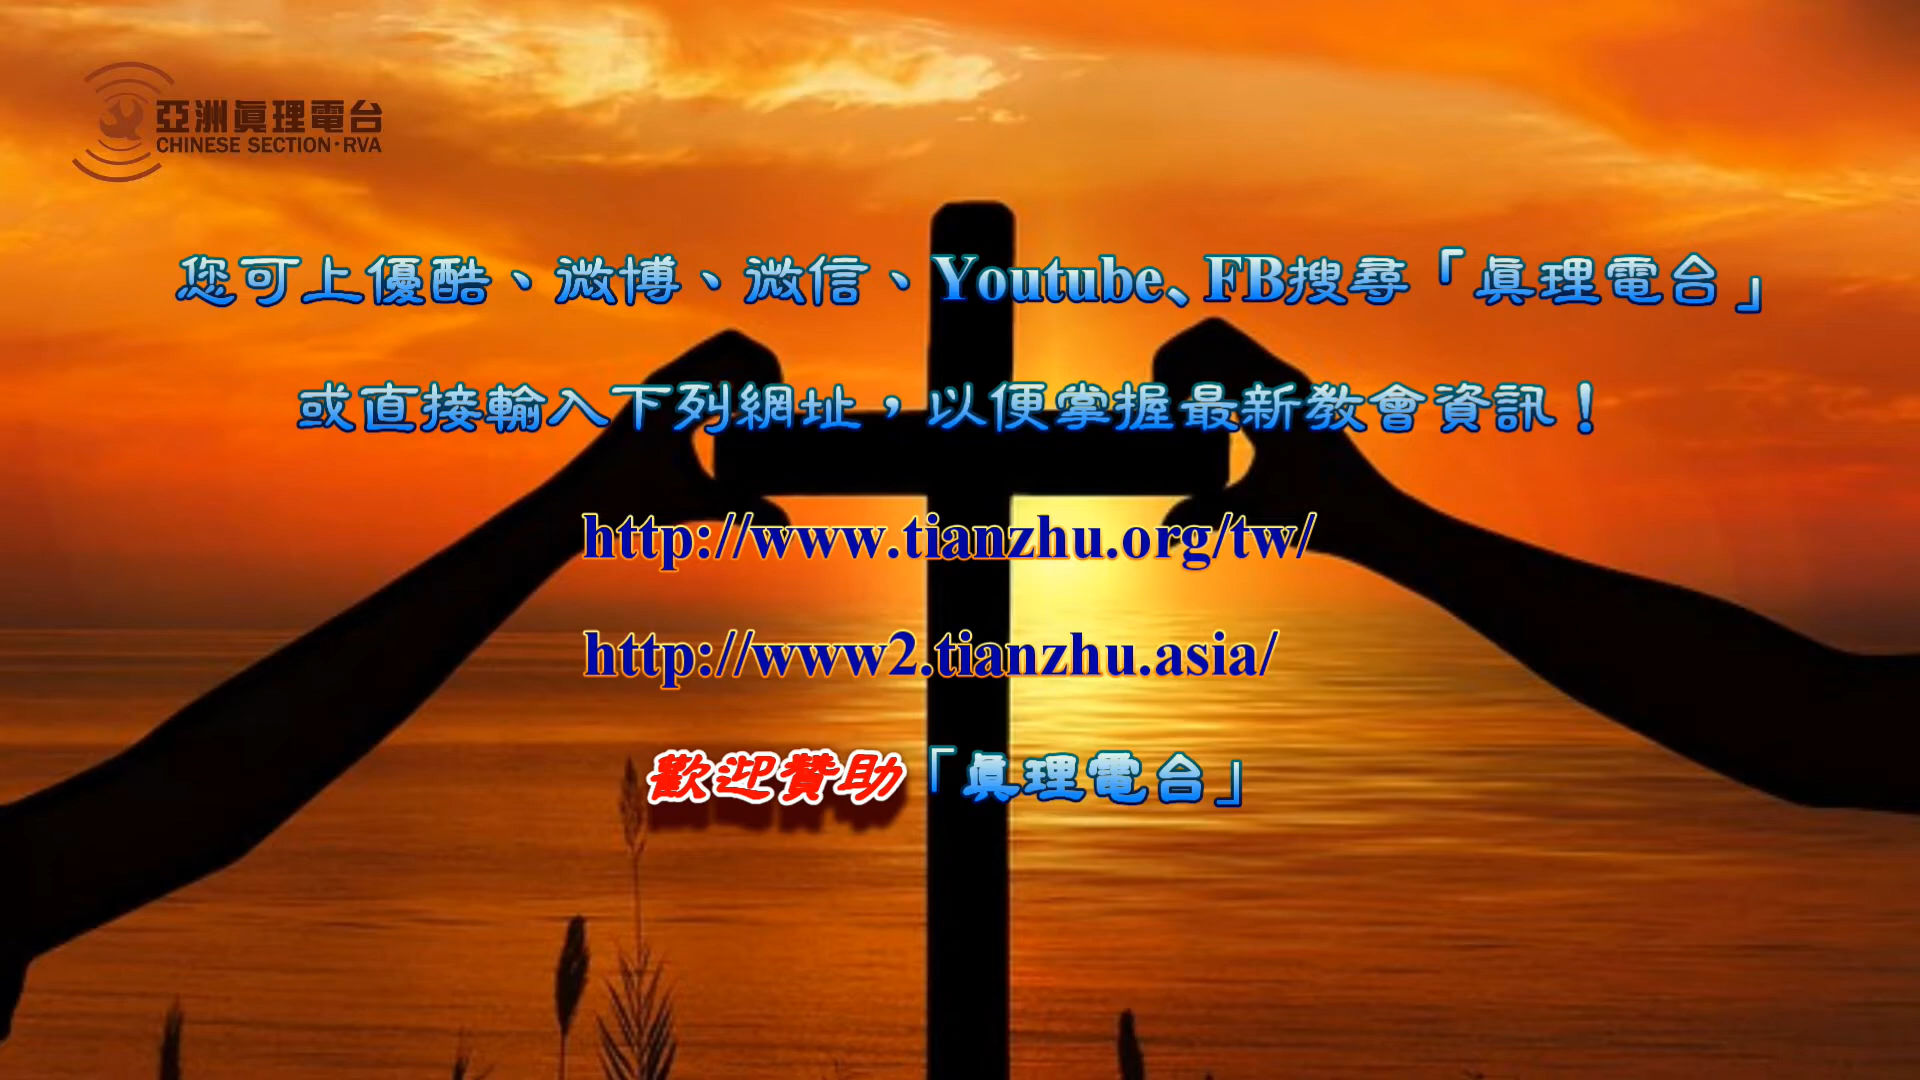 亞洲眞理電台
CHINESE SECTION·RVA
您可上優酷、微博、微信、Youtube、FB搜尋「眞理電台」
或直接輸入下列網址，以便掌握最新教會資訊！
http://www.tianzhu.org/tw/
http://www2.tianzhu.asia/
歡迎贊助「眞理電台」